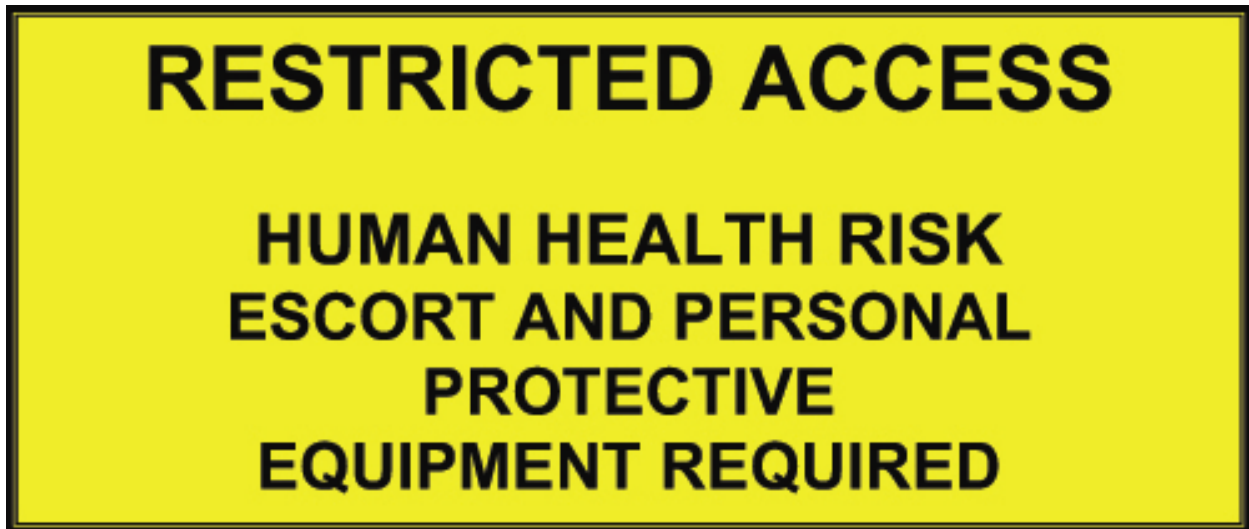 RESTRICTED ACCESS
HUMAN HEALTH RISK
ESCORT AND PERSONAL
PROTECTIVE
EQUIPMENT REQUIRED